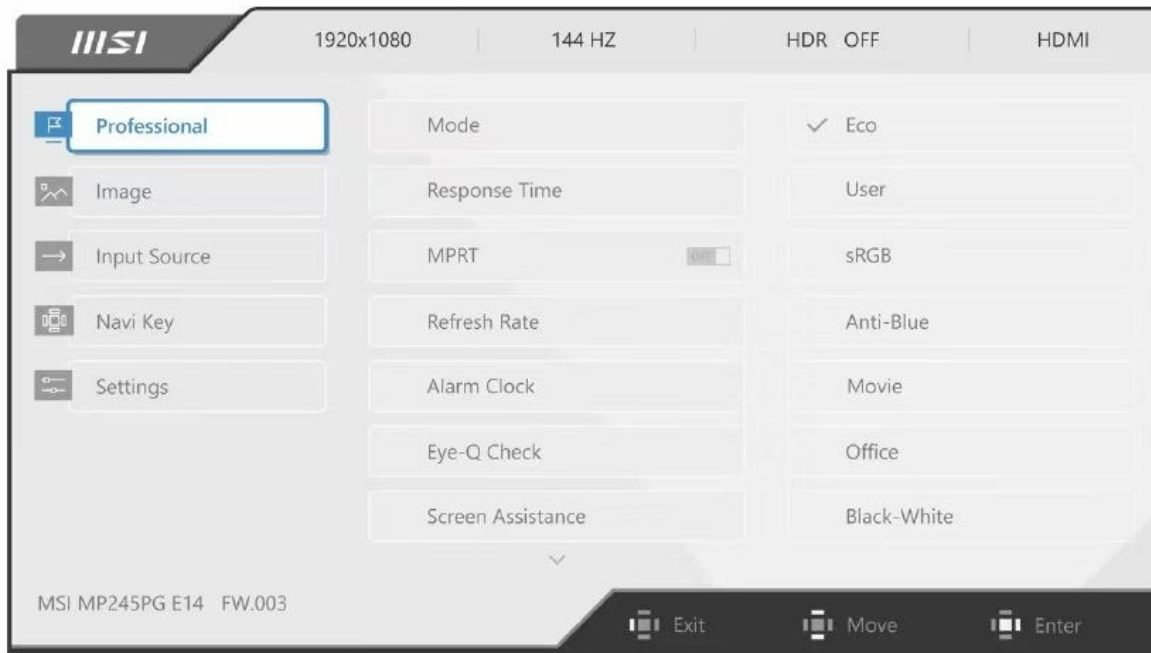 msi
1920x1080 144 HZ HDR OFF HDMI
Professional
Image
Input Source
Navi Key
Settings
Mode
Response Time
MPRT OFF
Refresh Rate
Alarm Clock
Eye-Q Check
Screen Assistance
Eco
User
sRGB
Anti-Blue
Movie
Office
Black-White
MSI MP245PG E14 FW.003
Exit Move Enter